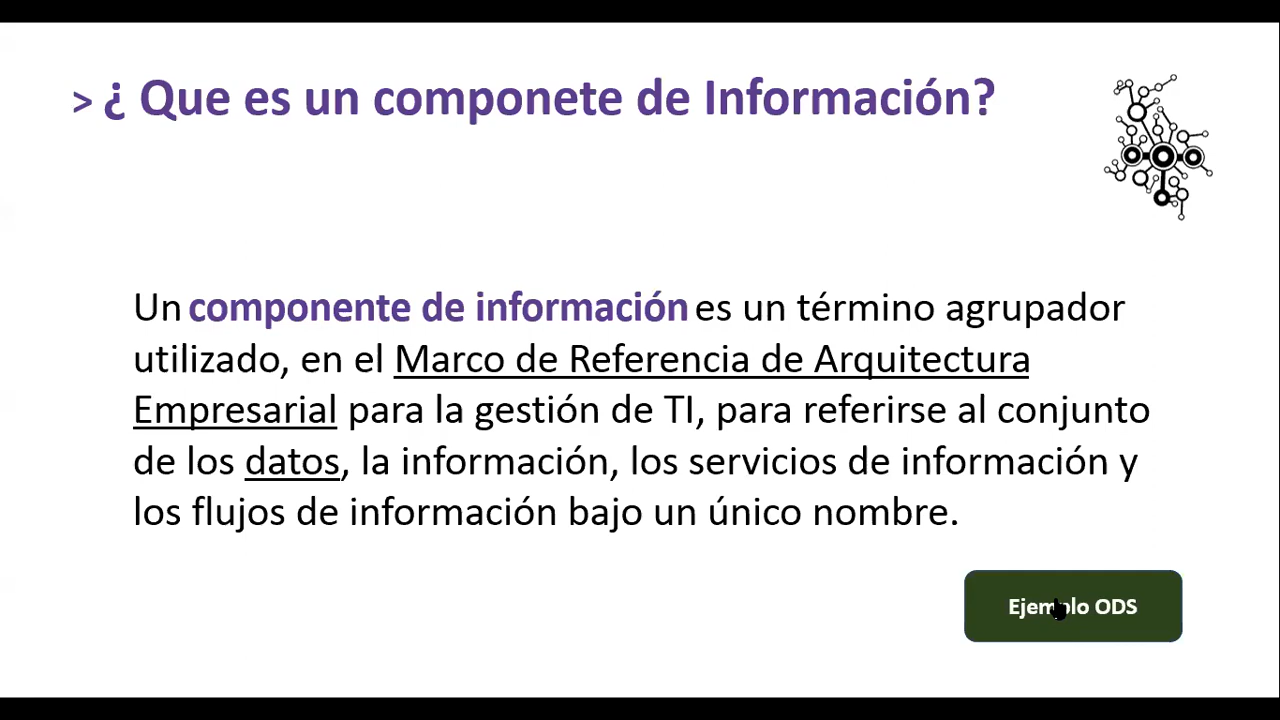 > ¿ Que es un componete de Información?
Un componente de información es un término agrupador
utilizado, en el Marco de Referencia de Arquitectura
Empresarial para la gestión de TI, para referirse al conjunto
de los datos, la información, los servicios de información y
los flujos de información bajo un único nombre.
Ejemplo ODS